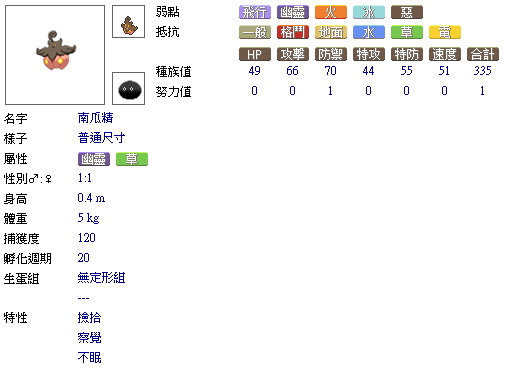 弱點 飛行 幽靈 火 冰 惡
抵抗 一般 格鬥 地面 水 草 電
HP 攻擊 防禦 特攻 特防 速度 合計
種族值 49 66 70 44 55 51 335
努力值 0 0 1 0 0 0 1
名字 南瓜精
樣子 普通尺寸
屬性 幽靈 草
性別♂:♀ 1:1
身高 0.4 m
體重 5 kg
捕獲度 120
孵化週期 20
生蛋組 無定形組
---
特性 撿拾
察覺
不眠